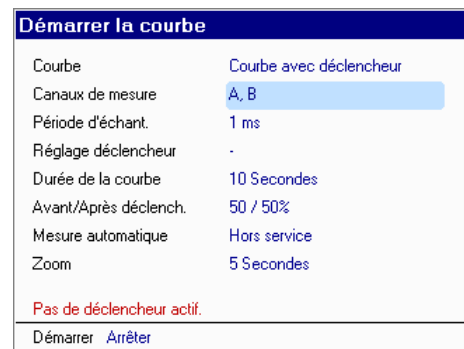 Démarrer la courbe
Courbe Courbe avec déclencheur
Canaux de mesure A, B
Période d'échant. 1 ms
Réglage déclencheur -
Durée de la courbe 10 Secondes
Avant/Après déclench. 50 / 50%
Mesure automatique Hors service
Zoom 5 Secondes
Pas de déclencheur actif.
Démarrer Arrêter